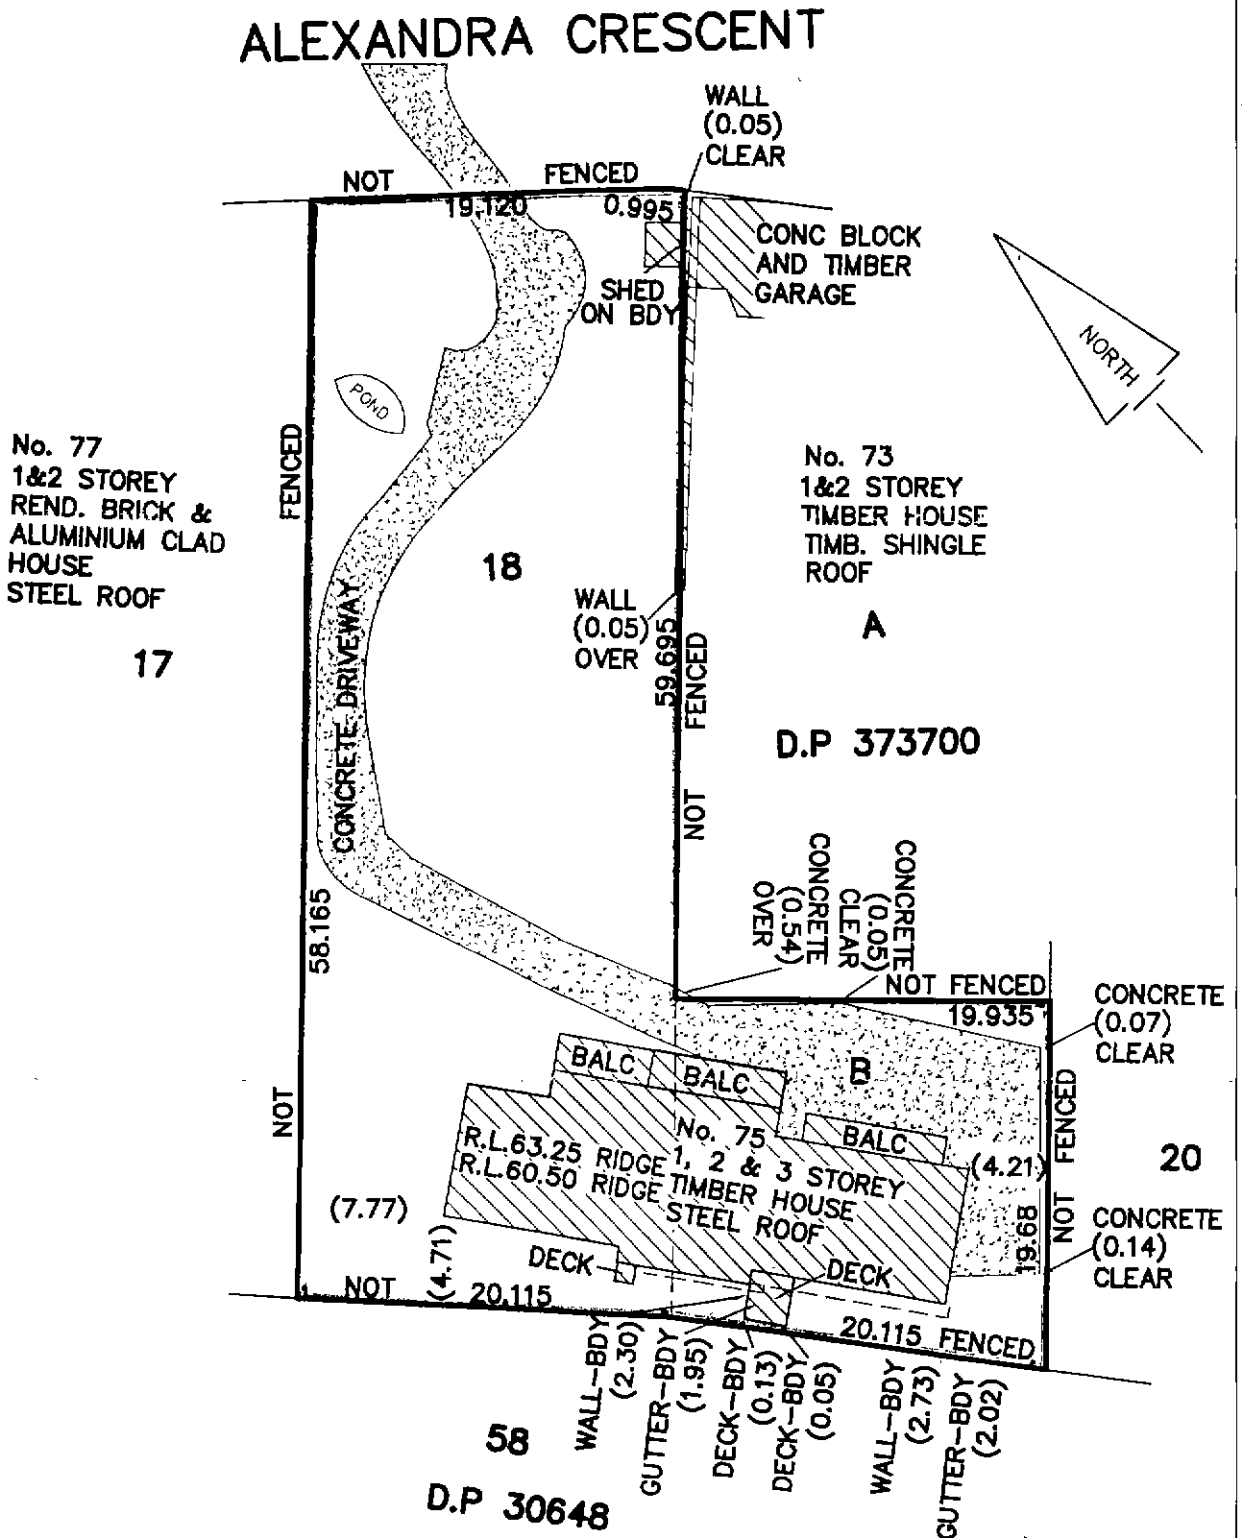 ALEXANDRA CRESCENT
WALL
(0.05)
CLEAR
NOT
FENCED
19.120
0.995
CONC BLOCK
AND TIMBER
GARAGE
SHED
ON BDY
NORTH
POND
FENCED
No. 77
1&2 STOREY
REND. BRICK &
ALUMINIUM CLAD
HOUSE
STEEL ROOF
17
No. 73
1&2 STOREY
TIMBER HOUSE
TIMB. SHINGLE
ROOF
A
18
WALL
(0.05)
OVER
59.695
FENCED
NOT
CONCRETE DRIVEWAY
D.P 373700
58.165
NOT
CONCRETE
(0.54)
OVER
CONCRETE
(0.05)
CLEAR
NOT FENCED
19.935
CONCRETE
(0.07)
CLEAR
B
BALC
BALC
BALC
No. 75
1, 2 & 3 STOREY
TIMBER HOUSE
STEEL ROOF
R.L.63.25 RIDGE
R.L.60.50 RIDGE
(4.21)
FENCED
NOT
19.68
20
CONCRETE
(0.14)
CLEAR
(7.77)
(4.71)
DECK
DECK
NOT
20.115
20.115 FENCED
WALL-BDY
(2.30)
GUTTER-BDY
(1.95)
DECK-BDY
(0.13)
DECK-BDY
(0.05)
WALL-BDY
(2.73)
GUTTER-BDY
(2.02)
58
D.P 30648